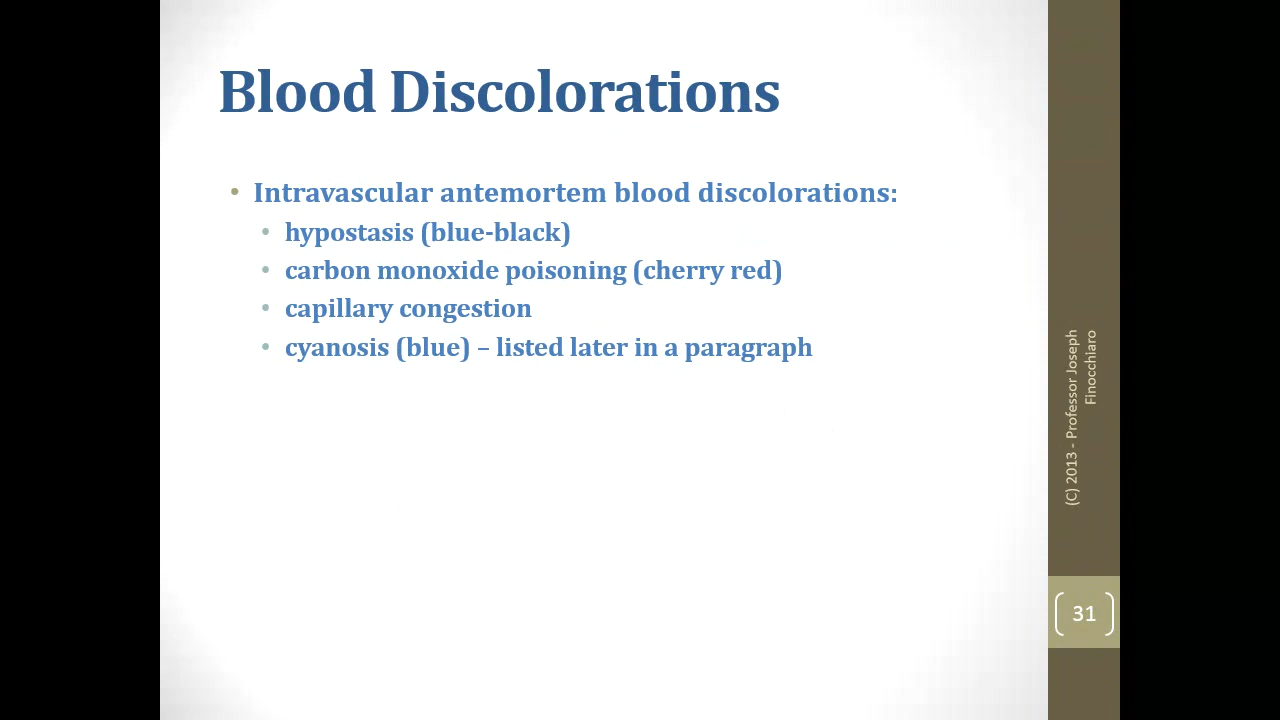 Blood Discolorations
• Intravascular antemortem blood discolorations:
• hypostasis (blue-black)
• carbon monoxide poisoning (cherry red)
• capillary congestion
• cyanosis (blue) – listed later in a paragraph
(C) 2013 - Professor Joseph
Finocchiaro
31